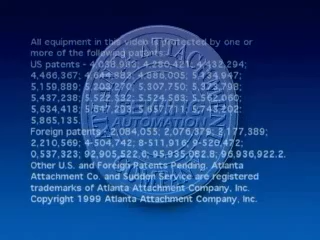 All equipment in this video is protected by one or
more of the following patents -
US patents - 4,038,983; 4,280,421; 4,432,294;
4,466,367; 4,644,883; 4,886,005; 5,134,947;
5,159,889; 5,203,270; 5,307,750; 5,373,798;
5,437,238; 5,522,332; 5,524,563; 5,562,060;
5,634,418; 5,647,293; 5,657,711; 5,743,202;
5,865,135.
AUTOMATION
Foreign patents - 2,084,055; 2,076,379; 2,177,389;
2,210,569; 4-504,742; 8-511,916; 9-520,472;
0,537,323; 92,905,522.6; 95,935,062.8; 96,936,922.2.
Other U.S. and Foreign Patents Pending. Atlanta
Attachment Co. and Sudden Service are registered
trademarks of Atlanta Attachment Company, Inc.
Copyright 1999 Atlanta Attachment Company, Inc.